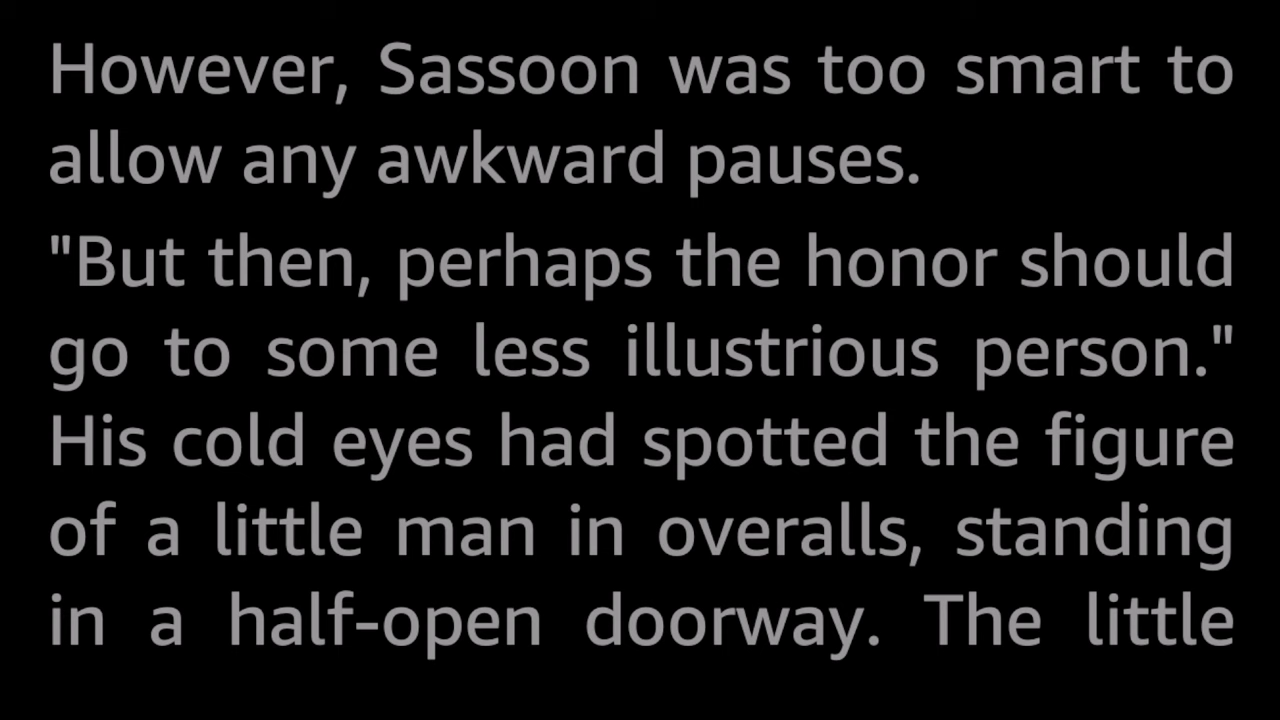 However, Sassoon was too smart to
allow any awkward pauses.
"But then, perhaps the honor should
go to some less illustrious person."
His cold eyes had spotted the figure
of a little man in overalls, standing
in a half-open doorway. The little